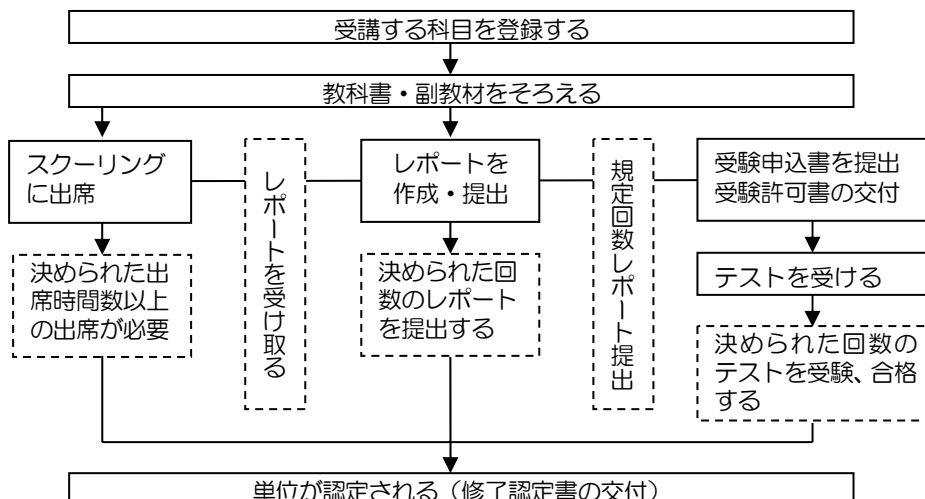 受講する科目を登録する
教科書・副教材をそろえる
スクーリング
に出席
レポートを受け取る
レポートを
作成・提出
規定回数レポート提出
受験申込書を提出
受験許可書の交付
決められた出
席時間数以上
の出席が必要
決められた回
数のレポート
を提出する
テストを受ける
決められた回数の
テストを受験、合格
する
単位が認定される（修了認定書の交付）